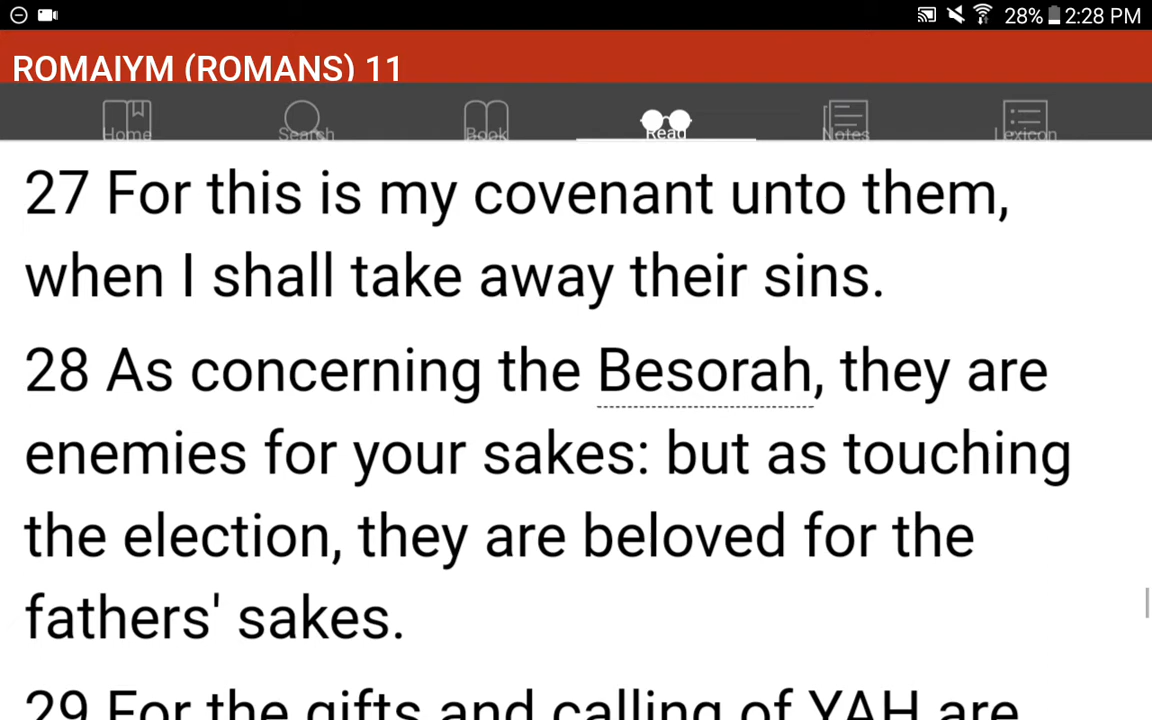 28% 2:28 PM
ROMAIYM (ROMANS) 11
Home Search Book Read Notes Lexicon
27 For this is my covenant unto them,
when I shall take away their sins.
28 As concerning the Besorah, they are
enemies for your sakes: but as touching
the election, they are beloved for the
fathers' sakes.
29 For the gifts and calling of YAH are